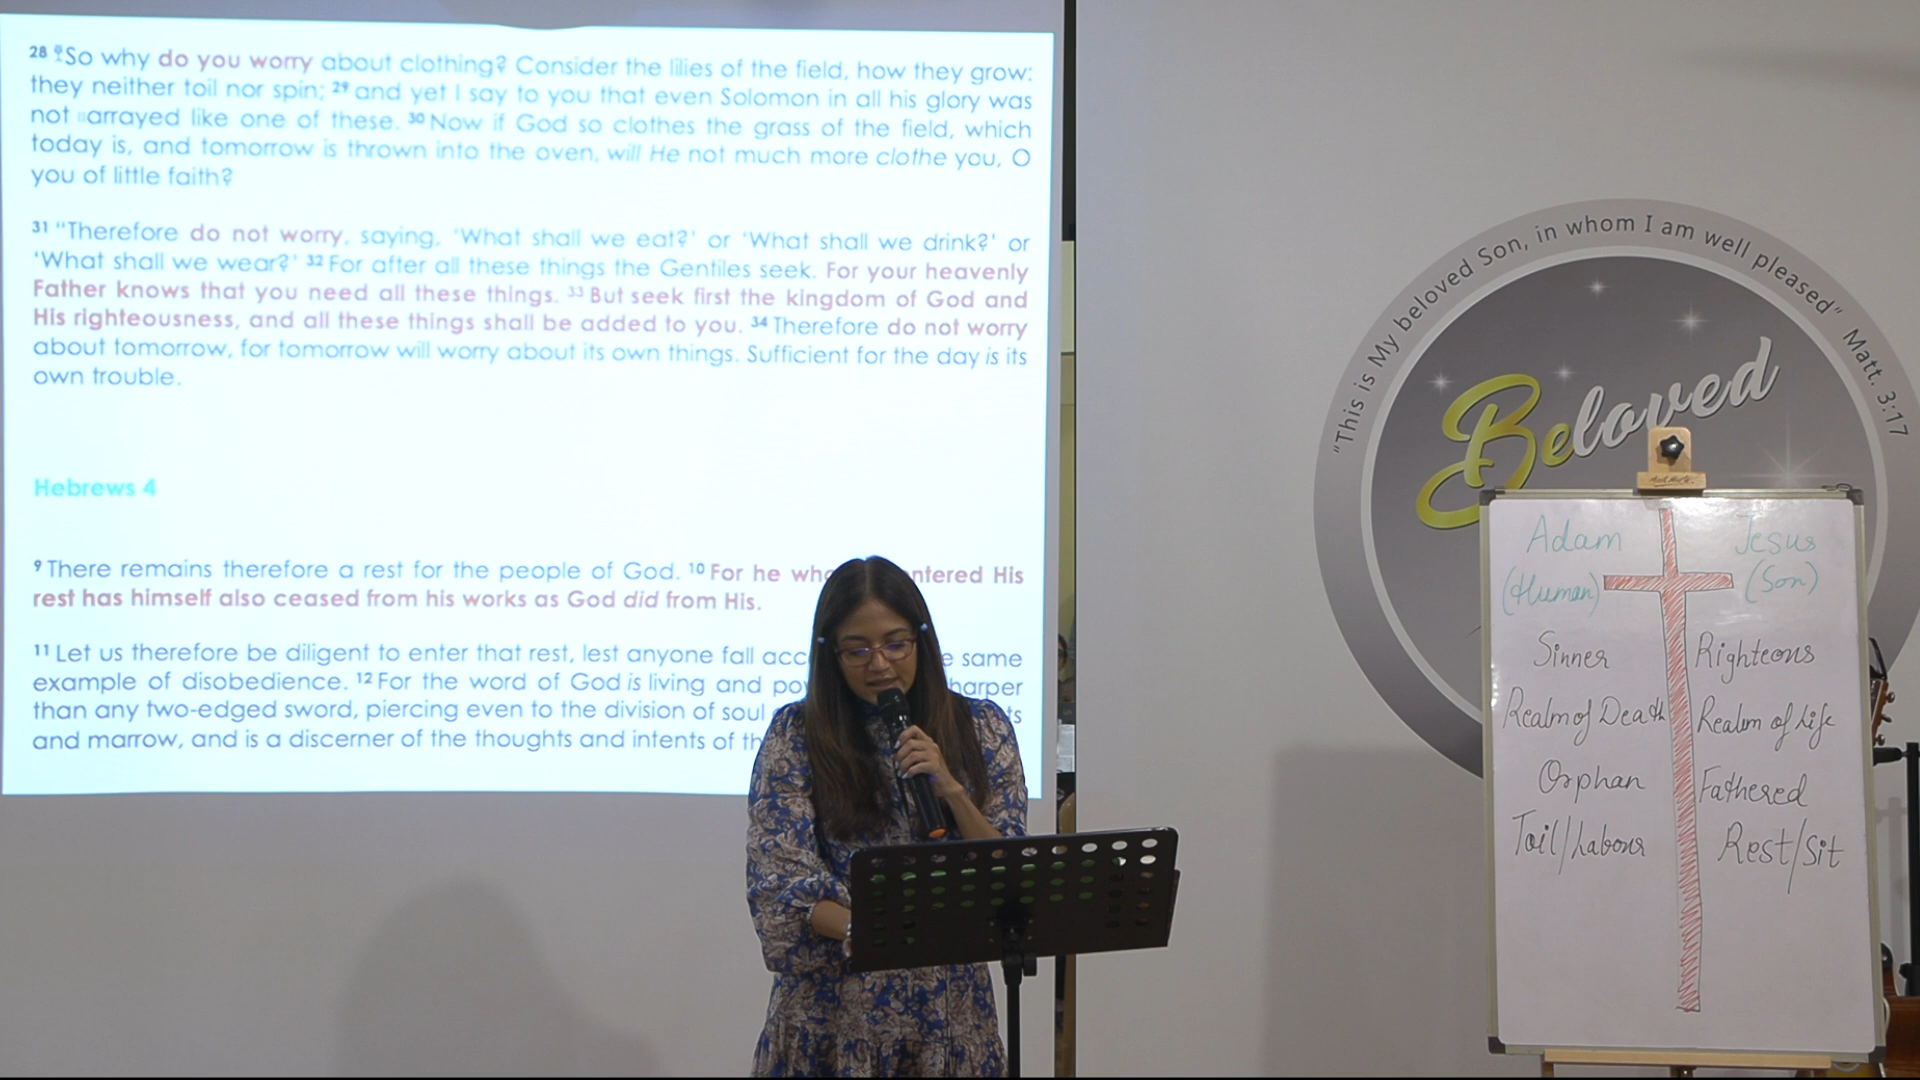 28 “So why do you worry about clothing? Consider the lilies of the field, how they grow:
they neither toil nor spin; 29 and yet I say to you that even Solomon in all his glory was
not arrayed like one of these. 30 Now if God so clothes the grass of the field, which
today is, and tomorrow is thrown into the oven, will He not much more clothe you, O
you of little faith?
31 “Therefore do not worry, saying, ‘What shall we eat?’ or ‘What shall we drink?’ or
‘What shall we wear?’ 32 For after all these things the Gentiles seek. For your heavenly
Father knows that you need all these things. 33 But seek first the kingdom of God and
His righteousness, and all these things shall be added to you. 34 Therefore do not worry
about tomorrow, for tomorrow will worry about its own things. Sufficient for the day is its
own trouble.
Hebrews 4
9 There remains therefore a rest for the people of God. 10 For he who entered His
rest has himself also ceased from his works as God did from His.
11 Let us therefore be diligent to enter that rest, lest anyone fall same
example of disobedience. 12 For the word of God is living and
than any two-edged sword, piercing even to the division of soul
and marrow, and is a discerner of the thoughts and intents of
"This is My beloved Son, in whom I am well pleased" Matt. 3:17
Beloved
Adam Jesus
(Human) (Son)
Sinner Righteous
Realm of Death Realm of Life
Orphan Fathered
Toil/Labour Rest/Sit